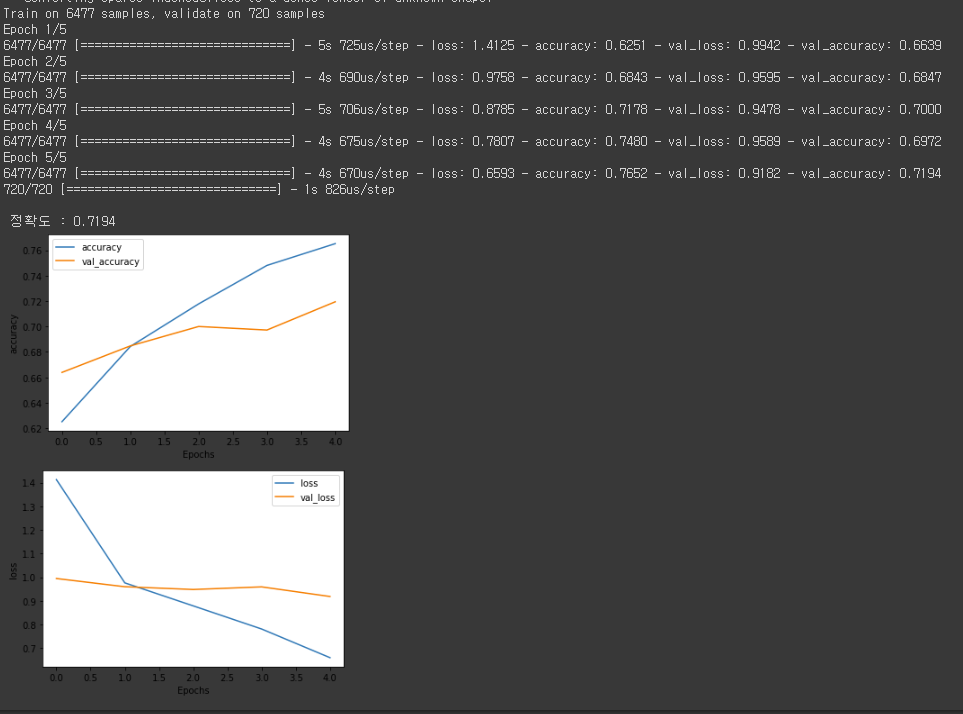 Converting sparse IndexedSlices to a dense Tensor of unknown shape.
Train on 6477 samples, validate on 720 samples
Epoch 1/5
6477/6477 [==============================] - 5s 725us/step - loss: 1.4125 - accuracy: 0.6251 - val_loss: 0.9942 - val_accuracy: 0.6639
Epoch 2/5
6477/6477 [==============================] - 4s 690us/step - loss: 0.9758 - accuracy: 0.6843 - val_loss: 0.9595 - val_accuracy: 0.6847
Epoch 3/5
6477/6477 [==============================] - 5s 706us/step - loss: 0.8785 - accuracy: 0.7178 - val_loss: 0.9478 - val_accuracy: 0.7000
Epoch 4/5
6477/6477 [==============================] - 4s 675us/step - loss: 0.7807 - accuracy: 0.7480 - val_loss: 0.9589 - val_accuracy: 0.6972
Epoch 5/5
6477/6477 [==============================] - 4s 670us/step - loss: 0.6593 - accuracy: 0.7652 - val_loss: 0.9182 - val_accuracy: 0.7194
720/720 [==============================] - 1s 826us/step
정확도 : 0.7194
accuracy
val_accuracy
0.76
0.74
0.72
0.70
0.68
0.66
0.64
0.62
accuracy
0.0 0.5 1.0 1.5 2.0 2.5 3.0 3.5 4.0
Epochs
loss
val_loss
1.4
1.3
1.2
1.1
1.0
0.9
0.8
0.7
loss
0.0 0.5 1.0 1.5 2.0 2.5 3.0 3.5 4.0
Epochs